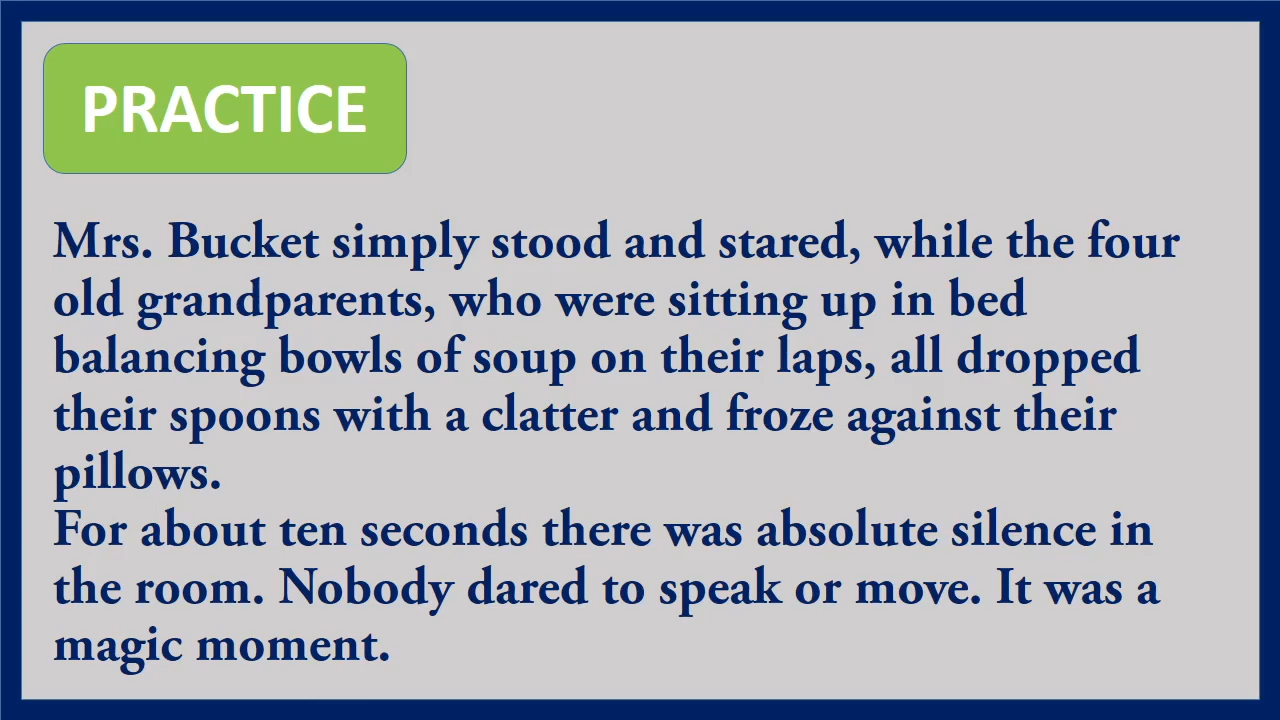 PRACTICE
Mrs. Bucket simply stood and stared, while the four
old grandparents, who were sitting up in bed
balancing bowls of soup on their laps, all dropped
their spoons with a clatter and froze against their
pillows.
For about ten seconds there was absolute silence in
the room. Nobody dared to speak or move. It was a
magic moment.